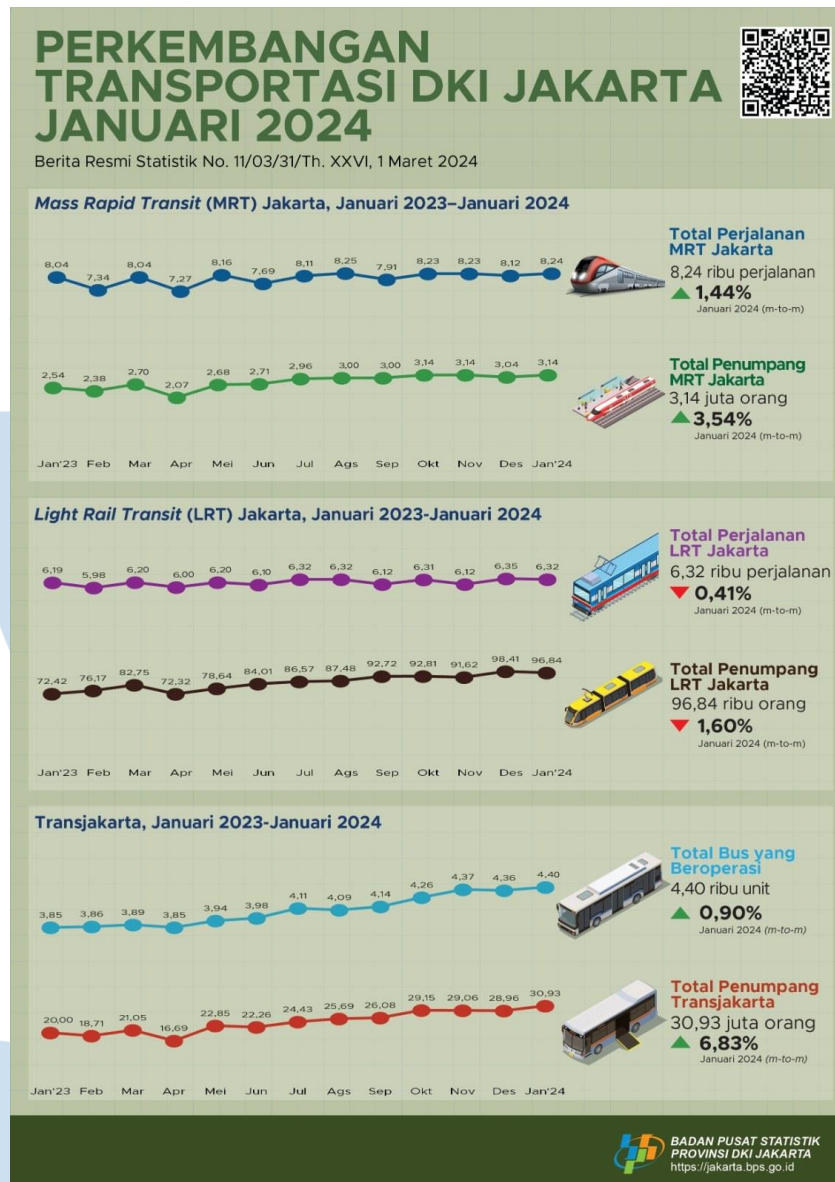 PERKEMBANGAN
TRANSPORTASI DKI JAKARTA
JANUARI 2024
Berita Resmi Statistik No. 11/03/31/Th. XXVI, 1 Maret 2024
Mass Rapid Transit (MRT) Jakarta, Januari 2023–Januari 2024
8,04 7,34 8,04 7,27 8,16 7,69 8,11 8,25 7,91 8,23 8,23 8,12 8,24
Total Perjalanan
MRT Jakarta
8,24 ribu perjalanan
1,44%
Januari 2024 (m-to-m)
2,54 2,38 2,70 2,07 2,68 2,71 2,96 3,00 3,00 3,14 3,14 3,04 3,14
Total Penumpang
MRT Jakarta
3,14 juta orang
3,54%
Januari 2024 (m-to-m)
Jan'23 Feb Mar Apr Mei Jun Jul Ags Sep Okt Nov Des Jan'24
Light Rail Transit (LRT) Jakarta, Januari 2023-Januari 2024
6,19 5,98 6,20 6,00 6,20 6,10 6,32 6,32 6,12 6,31 6,12 6,35 6,32
Total Perjalanan
LRT Jakarta
6,32 ribu perjalanan
0,41%
Januari 2024 (m-to-m)
72,42 76,17 82,75 72,32 78,64 84,01 86,57 87,48 92,72 92,81 91,62 98,41 96,84
Total Penumpang
LRT Jakarta
96,84 ribu orang
1,60%
Januari 2024 (m-to-m)
Jan'23 Feb Mar Apr Mei Jun Jul Ags Sep Okt Nov Des Jan'24
Transjakarta, Januari 2023-Januari 2024
3,85 3,86 3,89 3,85 3,94 3,98 4,11 4,09 4,14 4,26 4,37 4,36 4,40
Total Bus yang
Beroperasi
4,40 ribu unit
0,90%
Januari 2024 (m-to-m)
20,00 18,71 21,05 16,69 22,85 22,26 24,43 25,69 26,08 29,15 29,06 28,96 30,93
Total Penumpang
Transjakarta
30,93 juta orang
6,83%
Januari 2024 (m-to-m)
Jan'23 Feb Mar Apr Mei Jun Jul Ags Sep Okt Nov Des Jan'24
BADAN PUSAT STATISTIK
PROVINSI DKI JAKARTA
https://jakarta.bps.go.id